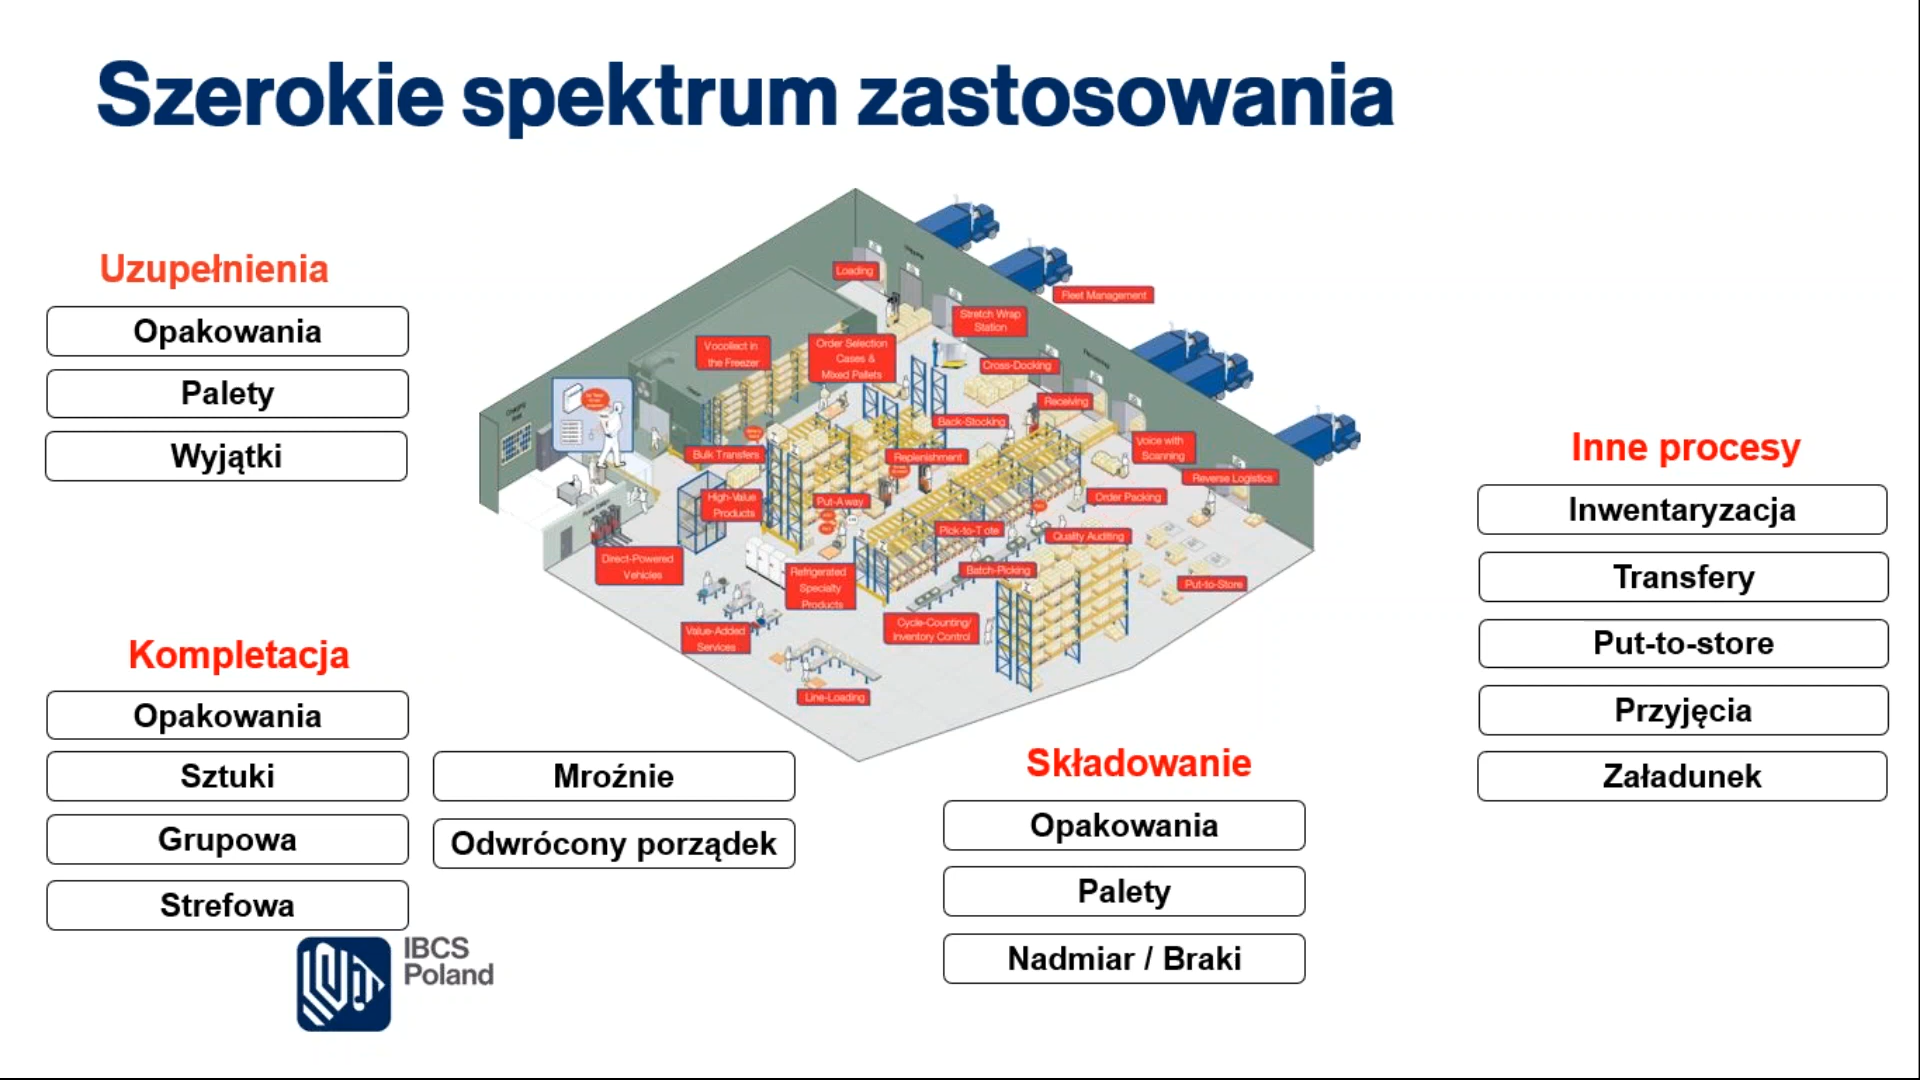 Szerokie spektrum zastosowania
Uzupełnienia
Opakowania
Palety
Wyjątki
Kompletacja
Opakowania
Sztuki
Grupowa
Strefowa
Mroźnie
Odwrócony porządek
Składowanie
Opakowania
Palety
Nadmiar / Braki
Inne procesy
Inwentaryzacja
Transfery
Put-to-store
Przyjęcia
Załadunek
Loading
Fleet Management
Stretch Wrap
Station
Vocollect in
the Freezer
Order Selection
Cases &
Mixed Pallets
Cross-Docking
Receiving
Back-Stocking
Voice with
Scanning
Bulk Transfers
Replenishment
Reverse Logistics
High-Value
Products
Put-Away
Order Packing
Pick-to-Tote
Quality Auditing
Direct-Powered
Vehicles
Refrigerated
Specialty
Products
Batch-Picking
Put-to-Store
Value-Added
Services
Cycle-Counting/
Inventory Control
Line-Loading
IBCS
Poland